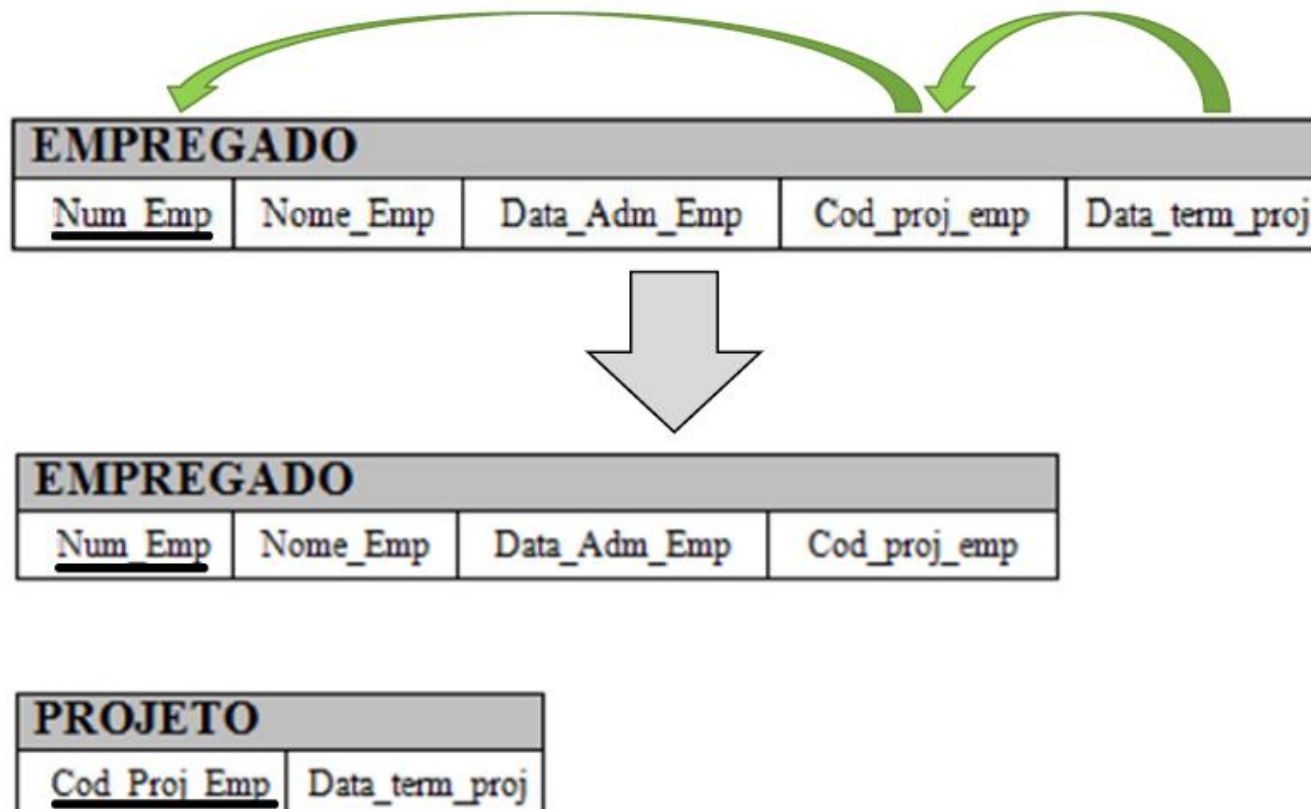 EMPREGADO
Num_Emp Nome_Emp Data_Adm_Emp Cod_proj_emp Data_term_proj
EMPREGADO
Num_Emp Nome_Emp Data_Adm_Emp Cod_proj_emp
PROJETO
Cod_Proj_Emp Data_term_proj